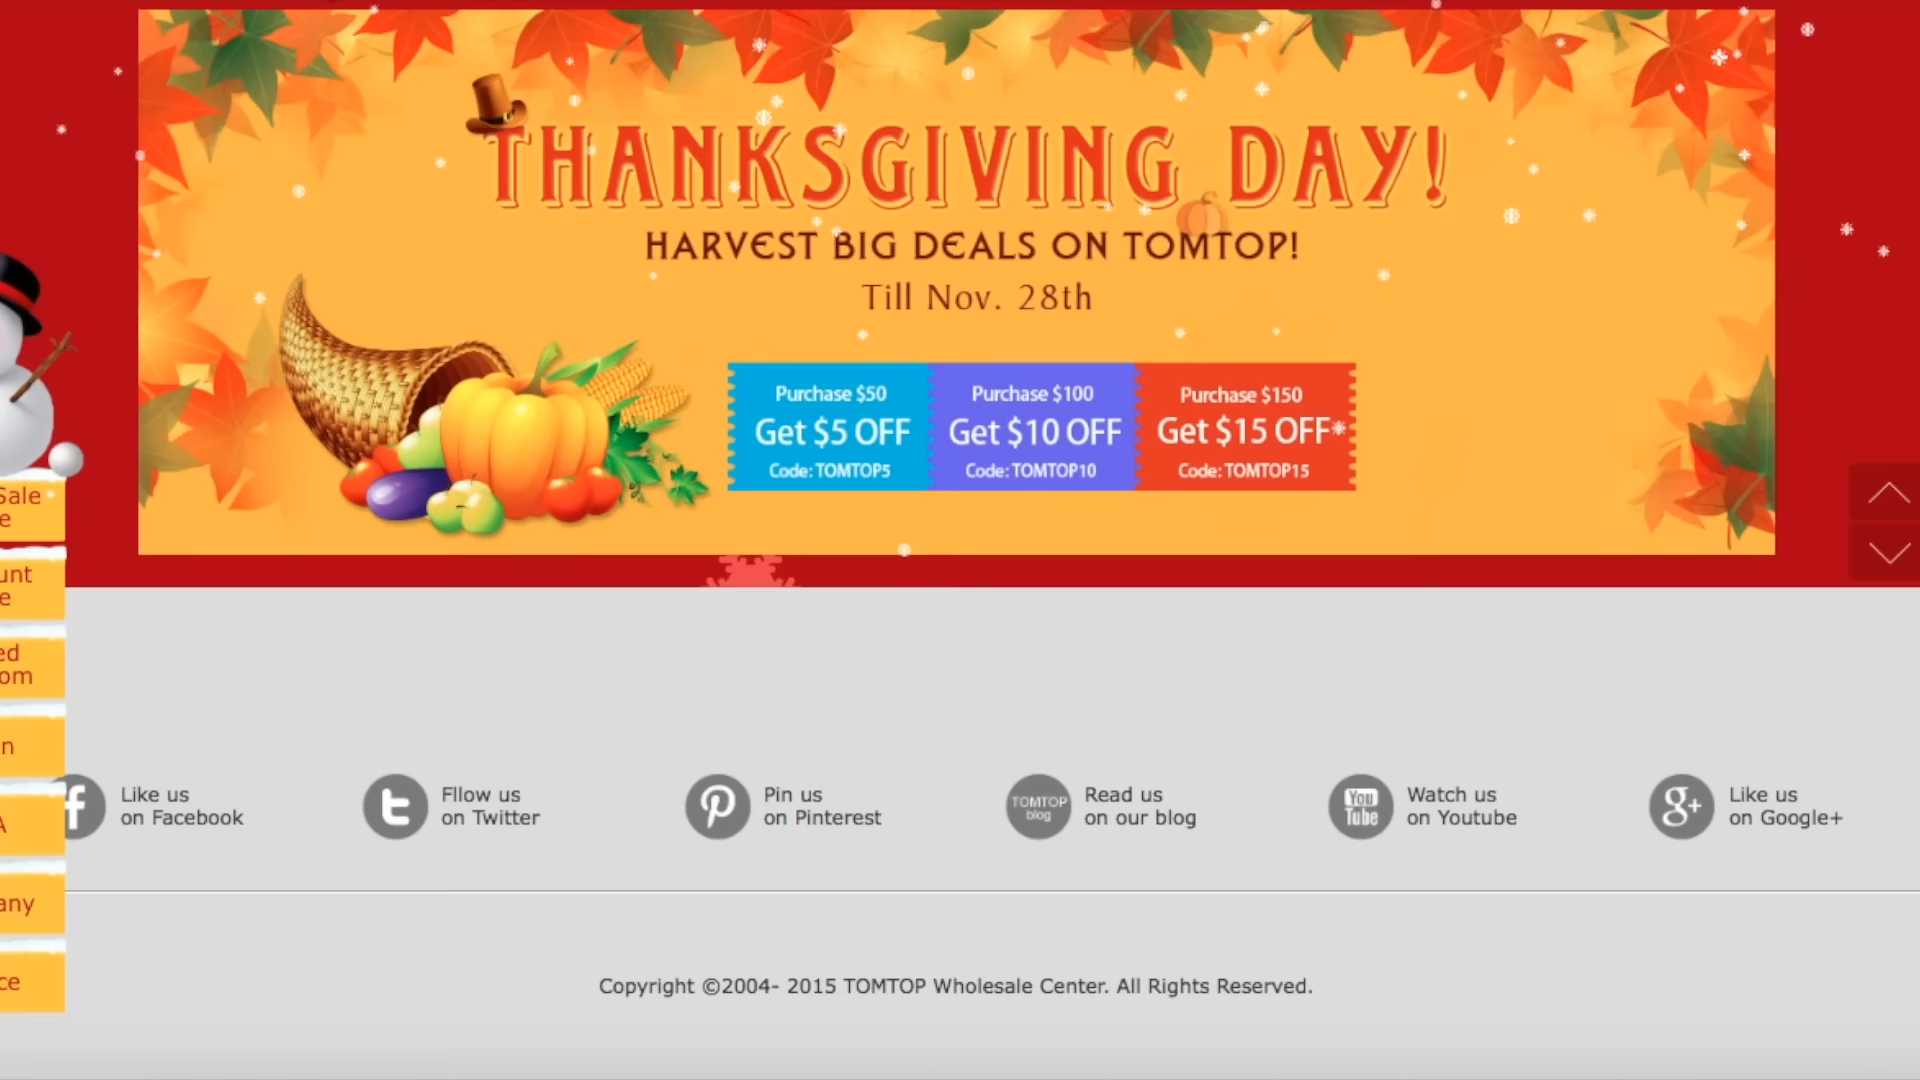 THANKSGIVING DAY!
HARVEST BIG DEALS ON TOMTOP!
Till Nov. 28th
Purchase $50
Get $5 OFF
Code: TOMTOP5
Purchase $100
Get $10 OFF
Code: TOMTOP10
Purchase $150
Get $15 OFF
Code: TOMTOP15
Sale
e
unt
e
ed
om
n
A
any
ce
f
Like us
on Facebook
t
Fllow us
on Twitter
Pin us
on Pinterest
TOMTOP
blog
Read us
on our blog
You
Tube
Watch us
on Youtube
g+
Like us
on Google+
Copyright ©2004- 2015 TOMTOP Wholesale Center. All Rights Reserved.